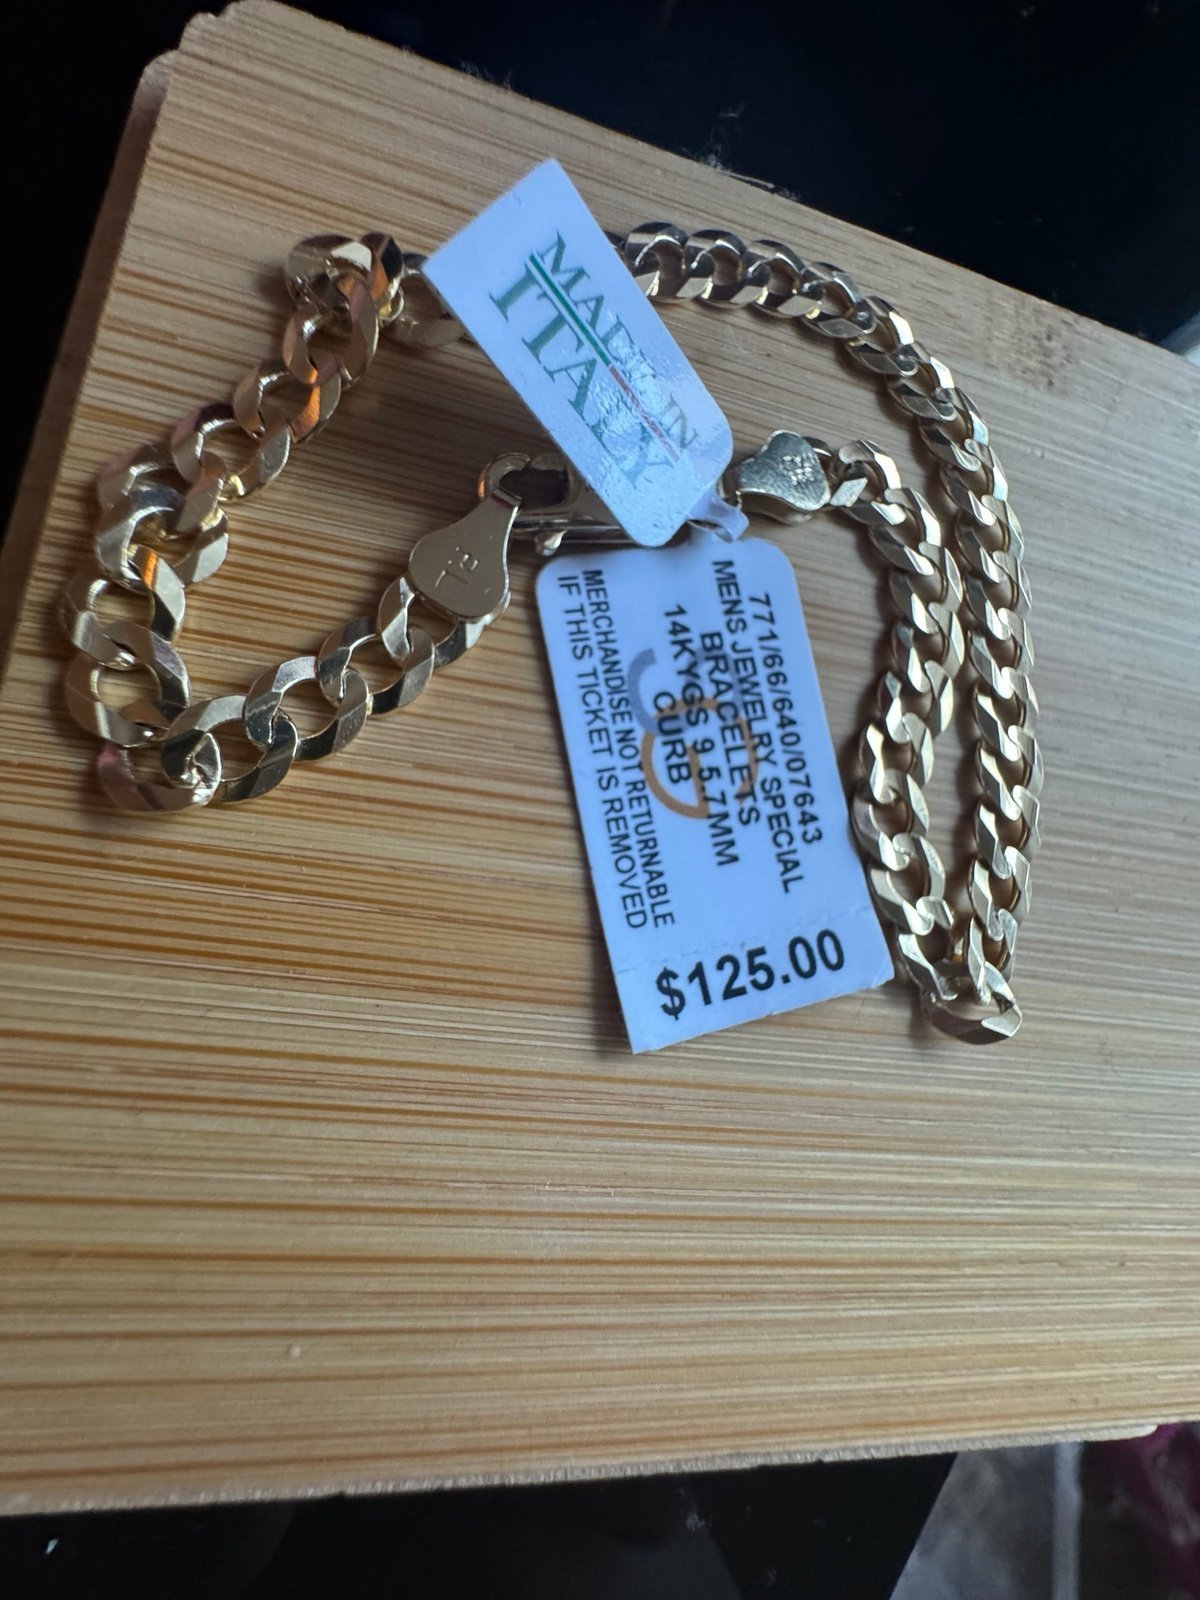 MADE IN
ITALY
771/66/640/07643
MENS JEWELRY SPECIAL
BRACELETS
14KYGS 9 5.7MM
CURB
MERCHANDISE NOT RETURNABLE
IF THIS TICKET IS REMOVED
$125.00